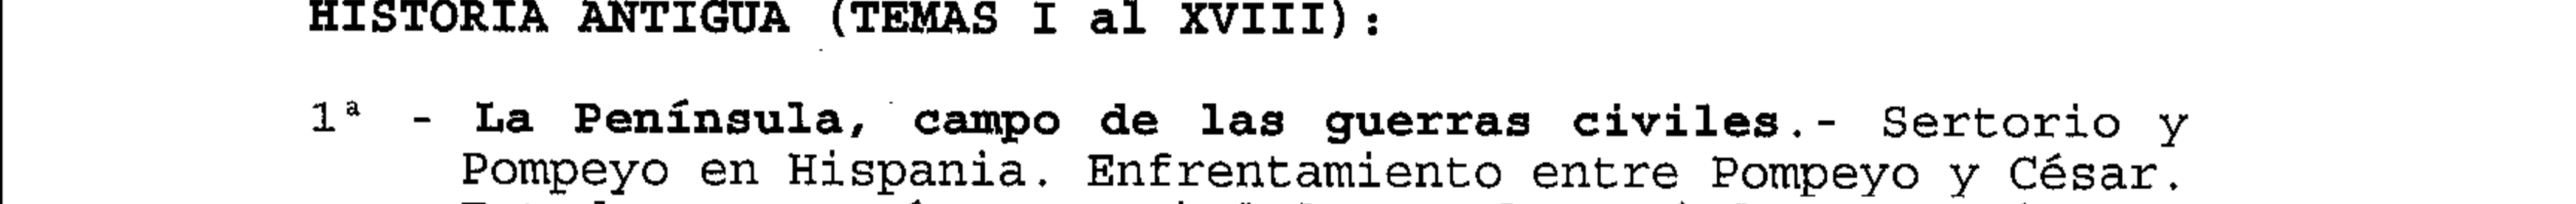 HISTORIA ANTIGUA (TEMAS I al XVIII):
1ª - La Península, campo de las guerras civiles.- Sertorio y
Pompeyo en Hispania. Enfrentamiento entre Pompeyo y César.